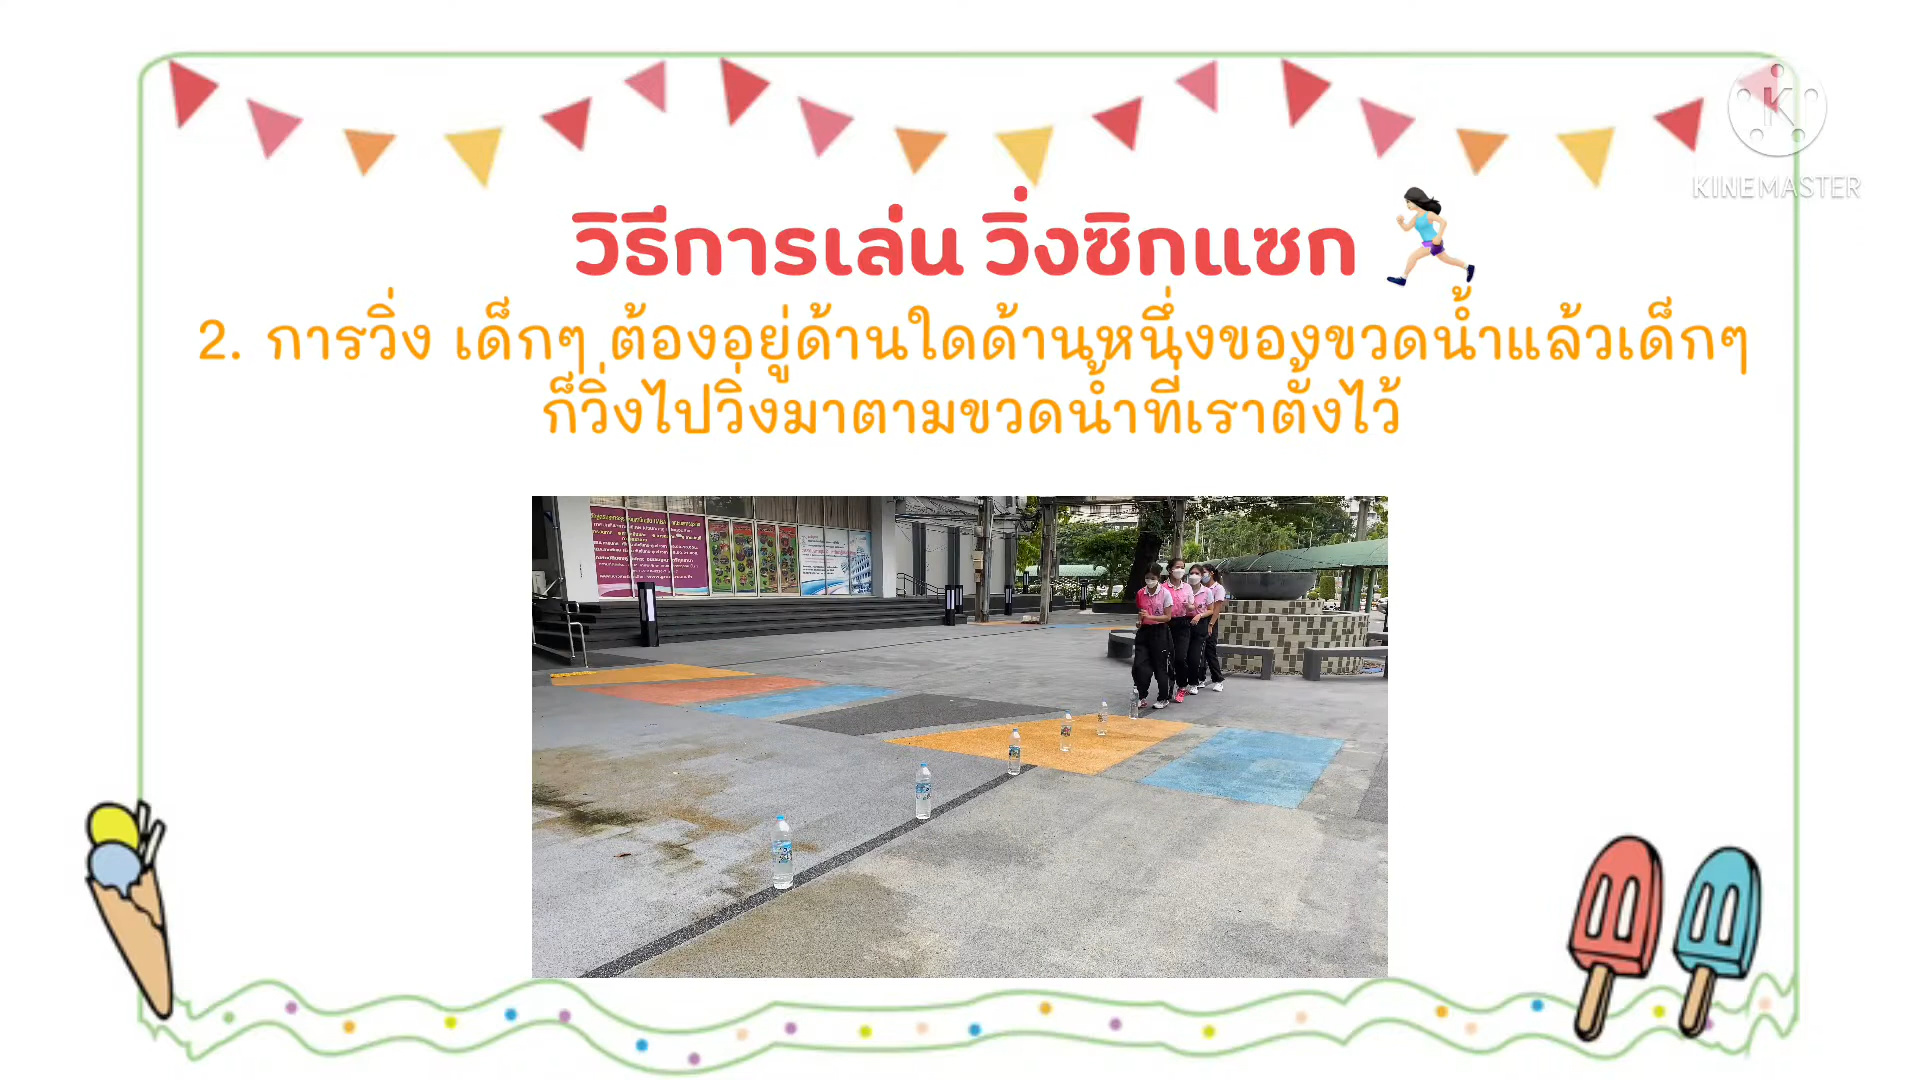 KINEMASTER
วิธีการเล่น วิ่งซิกแซก
2. การวิ่ง เด็กๆ ต้องอยู่ด้านใดด้านหนึ่งของขวดน้ำแล้วเด็กๆ
ก็วิ่งไปวิ่งมาตามขวดน้ำที่เราตั้งไว้